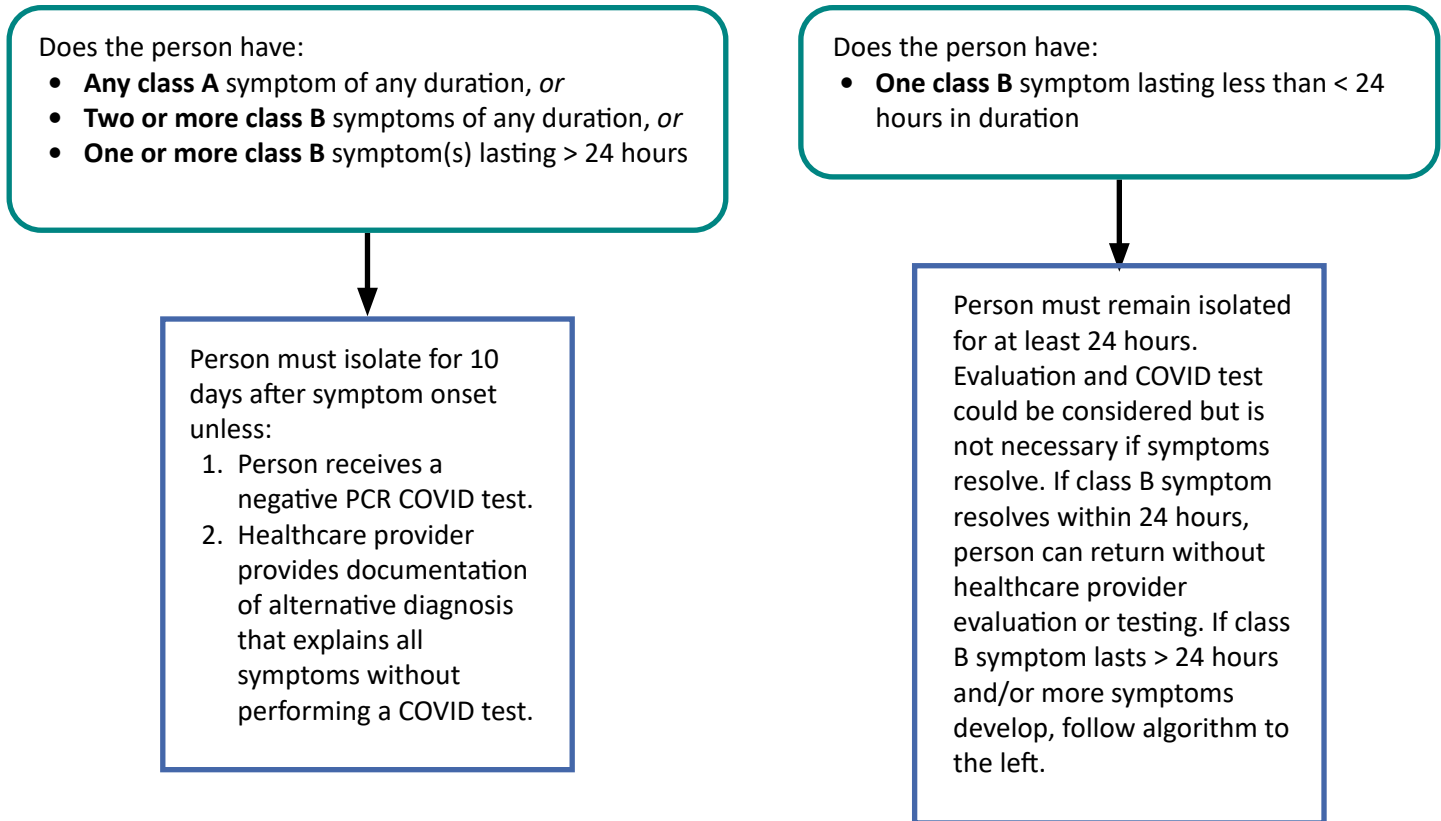 Does the person have:
• Any class A symptom of any duration, or
• Two or more class B symptoms of any duration, or
• One or more class B symptom(s) lasting > 24 hours
Person must isolate for 10
days after symptom onset
unless:
1. Person receives a
negative PCR COVID test.
2. Healthcare provider
provides documentation
of alternative diagnosis
that explains all
symptoms without
performing a COVID test.
Does the person have:
• One class B symptom lasting less than < 24
hours in duration
Person must remain isolated
for at least 24 hours.
Evaluation and COVID test
could be considered but is
not necessary if symptoms
resolve. If class B symptom
resolves within 24 hours,
person can return without
healthcare provider
evaluation or testing. If class
B symptom lasts > 24 hours
and/or more symptoms
develop, follow algorithm to
the left.